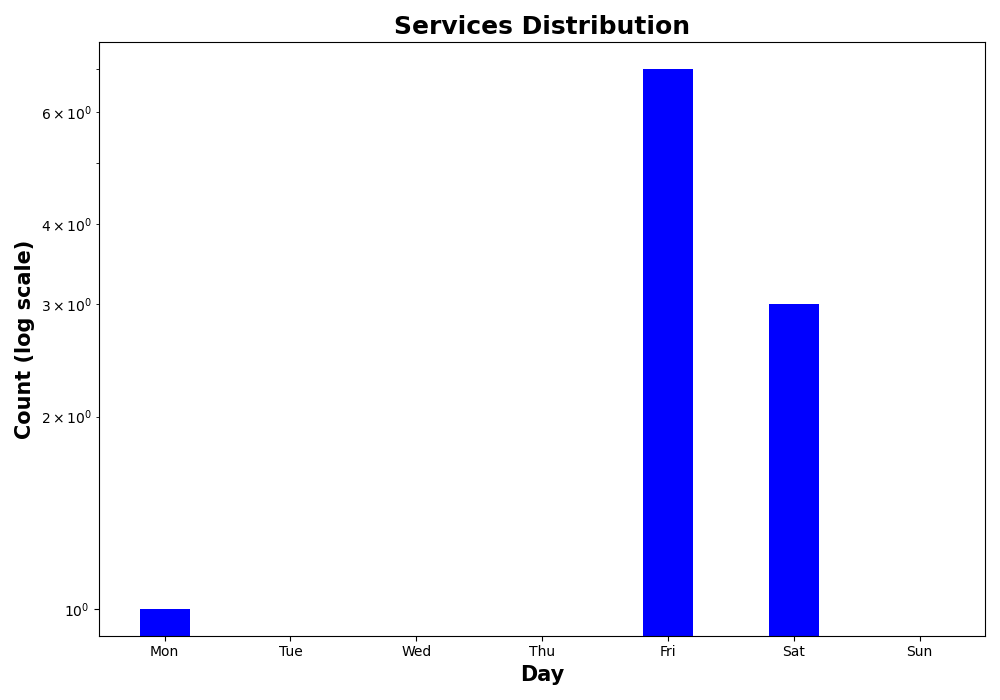 Services Distribution
6 × 10⁰
4 × 10⁰
3 × 10⁰
2 × 10⁰
10⁰
Count (log scale)
Mon Tue Wed Thu Fri Sat Sun
Day